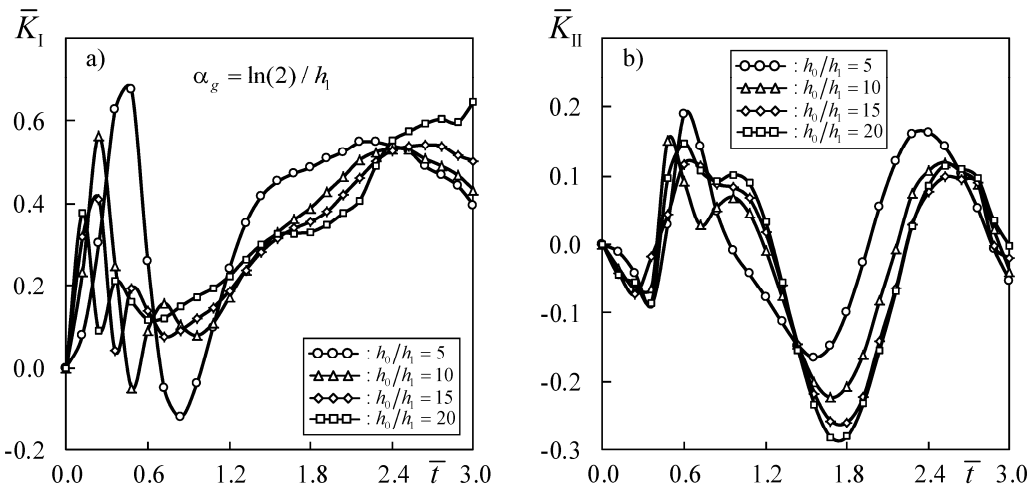 K̅_I
a)
α_g = ln(2) / h_1
0.6
0.4
0.2
0.0
-0.2
: h_0/h_1 = 5
: h_0/h_1 = 10
: h_0/h_1 = 15
: h_0/h_1 = 20
0.0 0.6 1.2 1.8 2.4 t̅ 3.0
K̅_II
b)
: h_0/h_1 = 5
: h_0/h_1 = 10
: h_0/h_1 = 15
: h_0/h_1 = 20
0.2
0.1
0.0
-0.1
-0.2
-0.3
0.0 0.6 1.2 1.8 2.4 t̅ 3.0